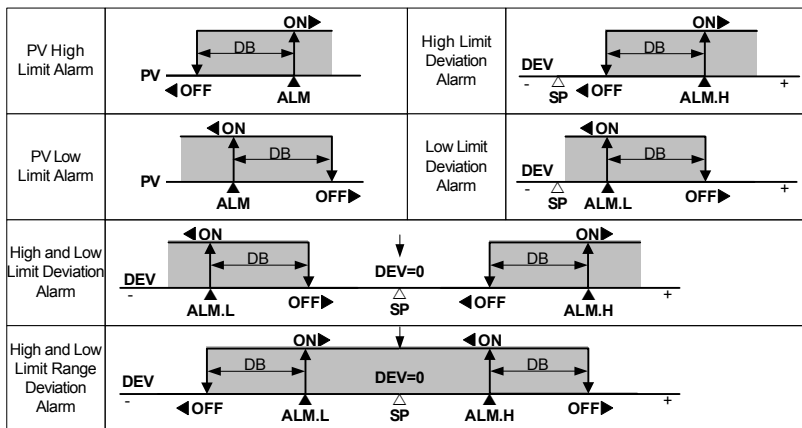 PV High
Limit Alarm
ON▶
DB
PV
◀OFF
ALM
High Limit
Deviation
Alarm
ON▶
DB
DEV
-
SP
◀OFF
ALM.H
+
PV Low
Limit Alarm
◀ON
DB
PV
ALM
OFF▶
Low Limit
Deviation
Alarm
◀ON
DB
DEV
-
SP
ALM.L
OFF▶
+
High and Low
Limit Deviation
Alarm
◀ON
DB
DEV
-
ALM.L
OFF▶
DEV=0
SP
ON▶
DB
◀OFF
ALM.H
+
High and Low
Limit Range
Deviation
Alarm
ON▶
DB
DEV
-
◀OFF
ALM.L
DEV=0
SP
◀ON
DB
ALM.H
OFF▶
+